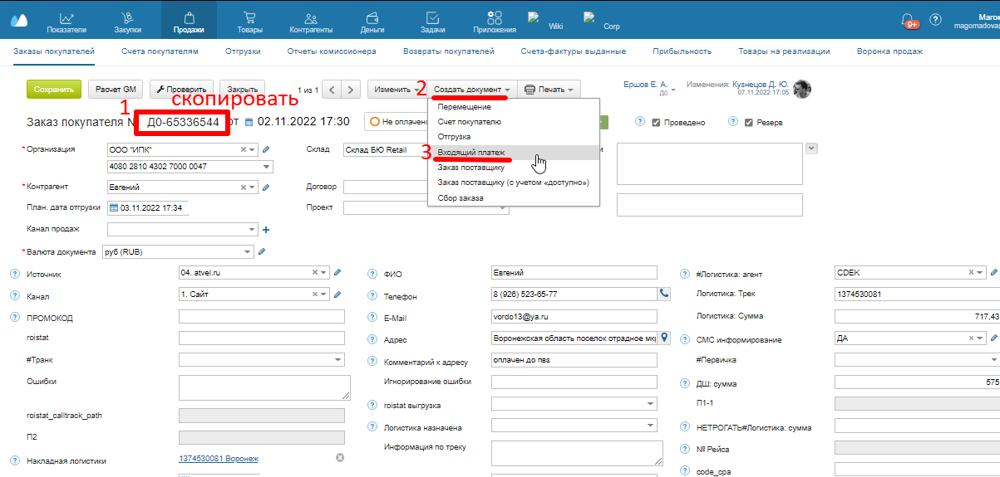 Показатели Закупки Продажи Товары Контрагенты Деньги Задачи Приложения Wiki Corp 9+ ? Магом
magomadova@
Заказы покупателей Счета покупателям Отгрузки Отчеты комиссионера Возвраты покупателей Счета-фактуры выданные Прибыльность Товары на реализации Воронка продаж
Сохранить Расчет GM Проверить Закрыть 1 из 1 Изменить 2 Создать документ Печать Ершов Е. А. ДО Изменения: Кузнецов Д. Ю.
07.11.2022 17:05
1 скопировать
Заказ покупателя № ДО-65336544 от 02.11.2022 17:30 Не оплачено ? Проведено ? Резерв
Перемещение
Счет покупателю
Отгрузка
3 Входящий платеж
Заказ поставщику
Заказ поставщику (с учетом «доступно»)
Сбор заказа
* Организация ООО "ИПК" Склад Склад БЮ Retail
4080 2810 4302 7000 0047
* Контрагент Евгений Договор
План. дата отгрузки 03.11.2022 17:34 Проект
Канал продаж
* Валюта документа руб (RUB)
? Источник 04. atvel.ru ? ФИО Евгений ? #Логистика: агент CDEK
? Канал 1. Сайт ? Телефон 8 (926) 523-65-77 Логистика: Трек 1374530081
? ПРОМОКОД ? E-Mail vordo13@ya.ru Логистика: Сумма 717,43
roistat ? Адрес Воронежская область поселок отрадное мкр ? СМС информирование ДА
#Транк ? Комментарий к адресу оплачен до пвз #Первичка
Ошибки Игнорирование ошибки ? ДШ: сумма 575
roistat_calltrack_path ? roistat выгрузка П1-1
П2 ? Логистика назначена ? НЕТРОГАТЬ#Логистика: сумма
Информация по треку ? № Рейса
? Накладная логистики 1374530081 Воронеж ? code_cpa